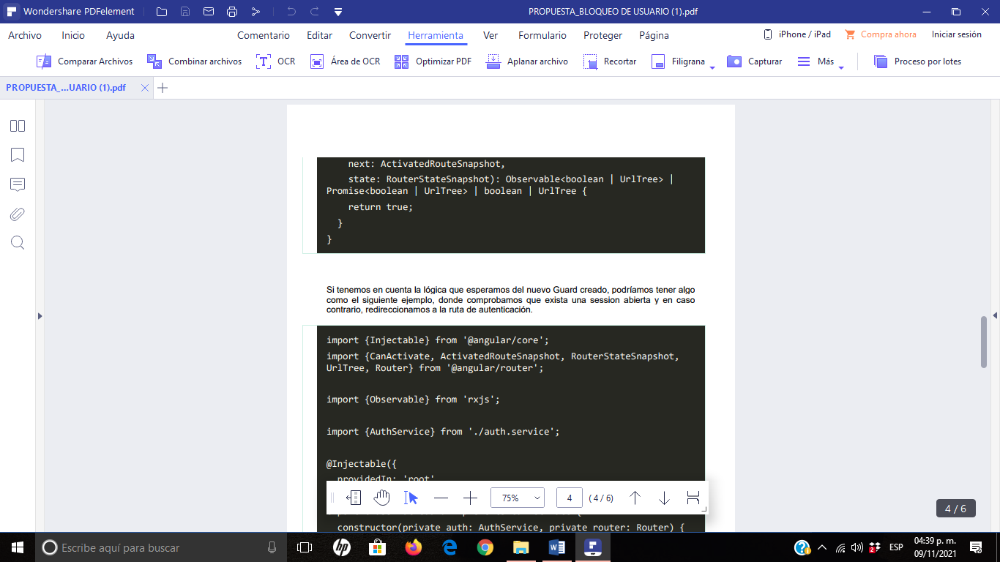 Wondershare PDFelement
PROPUESTA_BLOQUEO DE USUARIO (1).pdf
Archivo Inicio Ayuda Comentario Editar Convertir Herramienta Ver Formulario Proteger Página iPhone / iPad Compra ahora Iniciar sesión
Comparar Archivos Combinar archivos OCR Área de OCR Optimizar PDF Aplanar archivo Recortar Filigrana Capturar Más Proceso por lotes
PROPUESTA_...UARIO (1).pdf
next: ActivatedRouteSnapshot,
state: RouterStateSnapshot): Observable<boolean | UrlTree> |
Promise<boolean | UrlTree> | boolean | UrlTree {
return true;
}
}
Si tenemos en cuenta la lógica que esperamos del nuevo Guard creado, podríamos tener algo
como el siguiente ejemplo, donde comprobamos que exista una session abierta y en caso
contrario, redireccionamos a la ruta de autenticación.
import {Injectable} from '@angular/core';
import {CanActivate, ActivatedRouteSnapshot, RouterStateSnapshot,
UrlTree, Router} from '@angular/router';
import {Observable} from 'rxjs';
import {AuthService} from './auth.service';
@Injectable({
providedIn: 'root'
75% 4 ( 4 / 6)
4 / 6
constructor(private auth: AuthService, private router: Router) {
Escribe aquí para buscar
hp
2
ESP
04:39 p. m.
09/11/2021